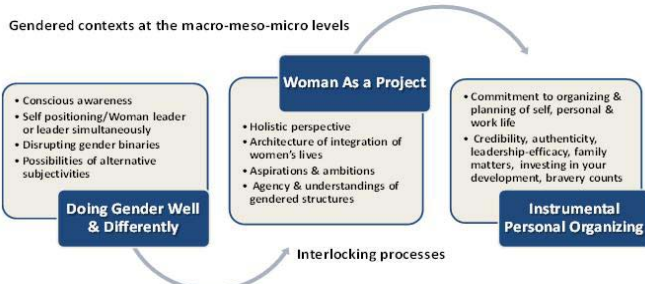 Gendered contexts at the macro-meso-micro levels
• Conscious awareness
• Self positioning/Woman leader
or leader simultaneously
• Disrupting gender binaries
• Possibilities of alternative
subjectivities
Doing Gender Well
& Differently
Woman As a Project
• Holistic perspective
• Architecture of integration of
women's lives
• Aspirations & ambitions
• Agency & understandings of
gendered structures
• Commitment to organizing &
planning of self, personal &
work life
• Credibility, authenticity,
leadership-efficacy, family
matters, investing in your
development, bravery counts
Instrumental
Personal Organizing
Interlocking processes